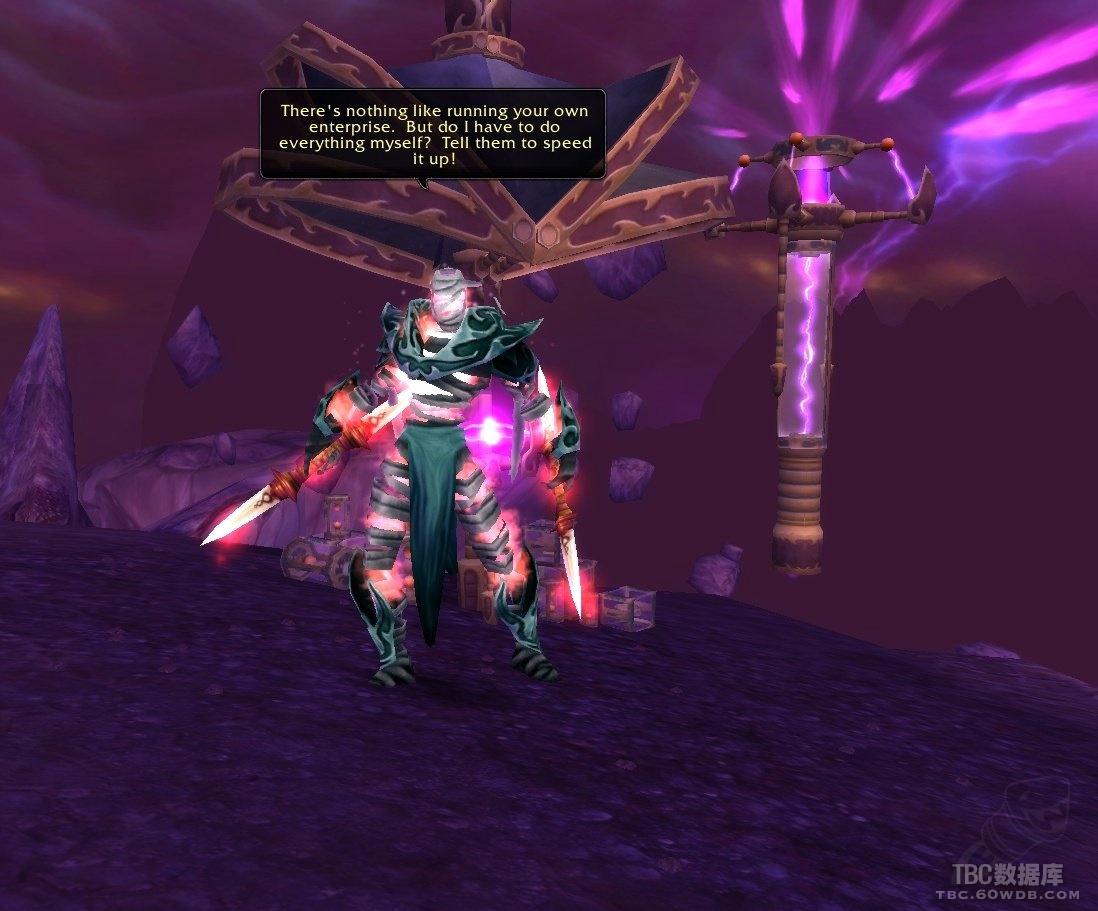 There's nothing like running your own
enterprise.  But do I have to do
everything myself?  Tell them to speed
it up!
TBC数据库
TBC.60WDB.COM